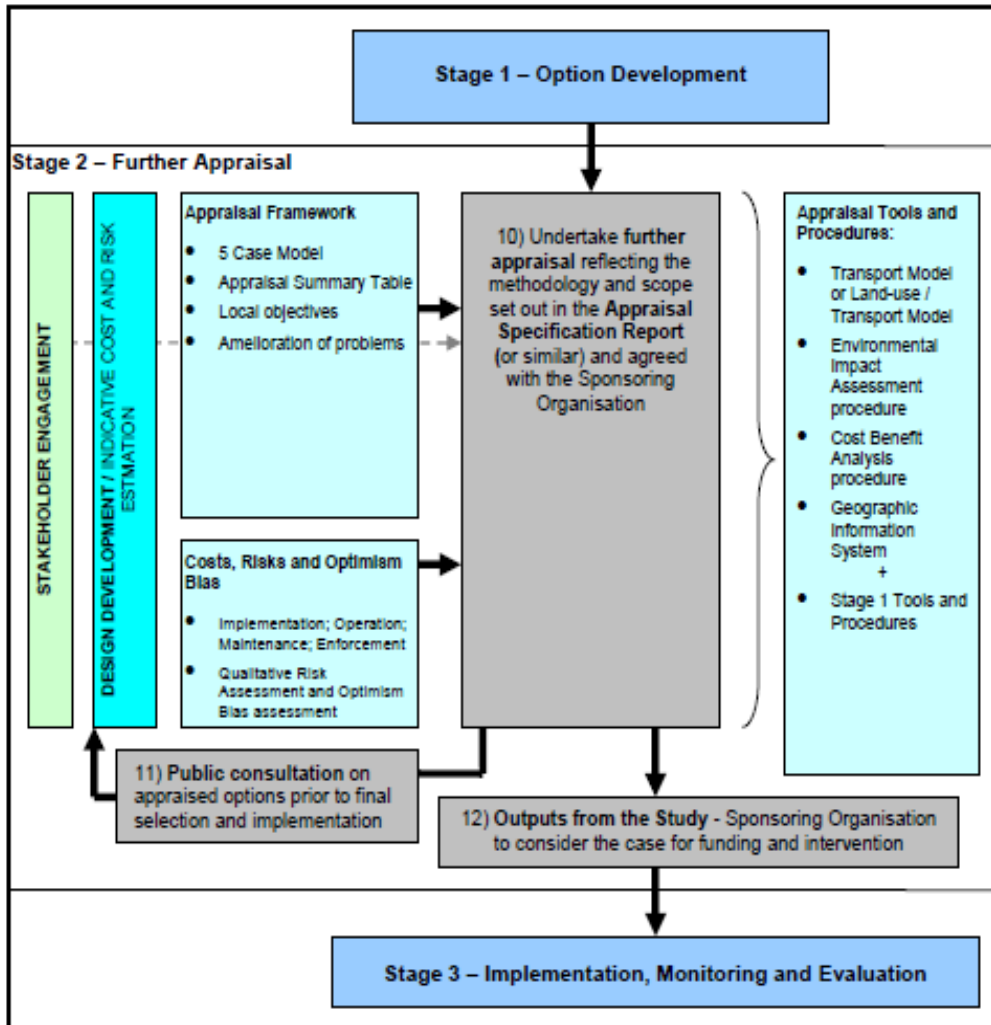 Stage 1 – Option Development
Stage 2 – Further Appraisal
STAKEHOLDER ENGAGEMENT
DESIGN DEVELOPMENT / INDICATIVE COST AND RISK
ESTMATION
Appraisal Framework
• 5 Case Model
• Appraisal Summary Table
• Local objectives
• Amelioration of problems
Costs, Risks and Optimism
Bias
• Implementation; Operation;
Maintenance; Enforcement
• Qualitative Risk
Assessment and Optimism
Bias assessment
10) Undertake further
appraisal reflecting the
methodology and scope
set out in the Appraisal
Specification Report
(or similar) and agreed
with the Sponsoring
Organisation
Appraisal Tools and
Procedures:
• Transport Model
or Land-use /
Transport Model
• Environmental
Impact
Assessment
procedure
• Cost Benefit
Analysis
procedure
• Geographic
Information
System
+
• Stage 1 Tools and
Procedures
11) Public consultation on
appraised options prior to final
selection and implementation
12) Outputs from the Study - Sponsoring Organisation
to consider the case for funding and intervention
Stage 3 – Implementation, Monitoring and Evaluation